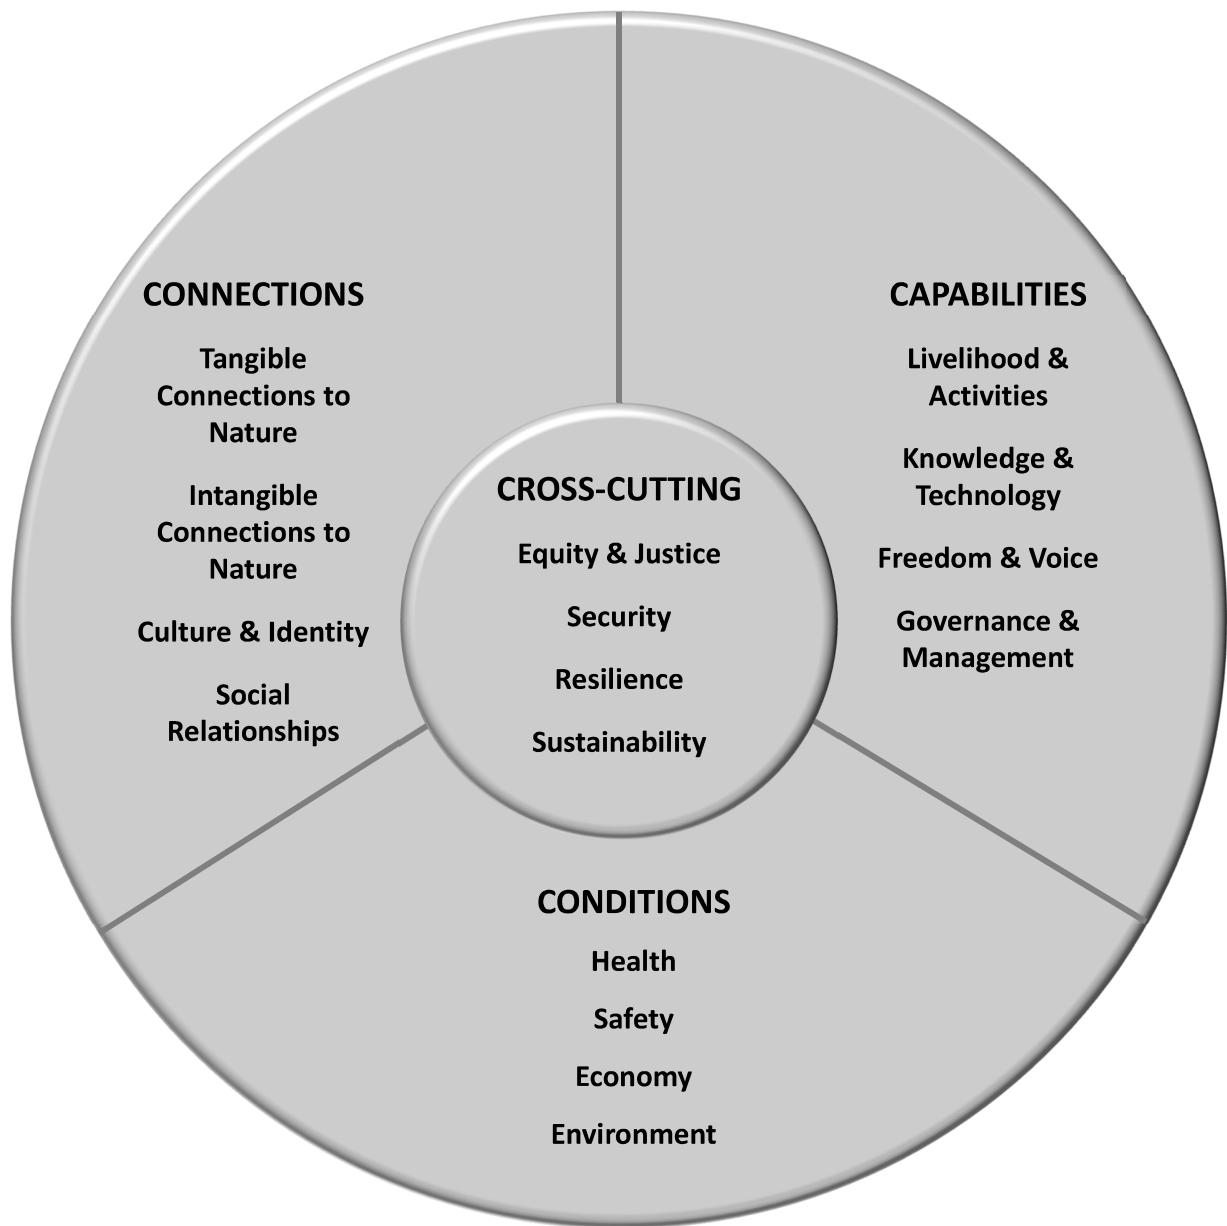 CONNECTIONS
Tangible
Connections to
Nature
Intangible
Connections to
Nature
Culture & Identity
Social
Relationships
CAPABILITIES
Livelihood &
Activities
Knowledge &
Technology
Freedom & Voice
Governance &
Management
CROSS-CUTTING
Equity & Justice
Security
Resilience
Sustainability
CONDITIONS
Health
Safety
Economy
Environment